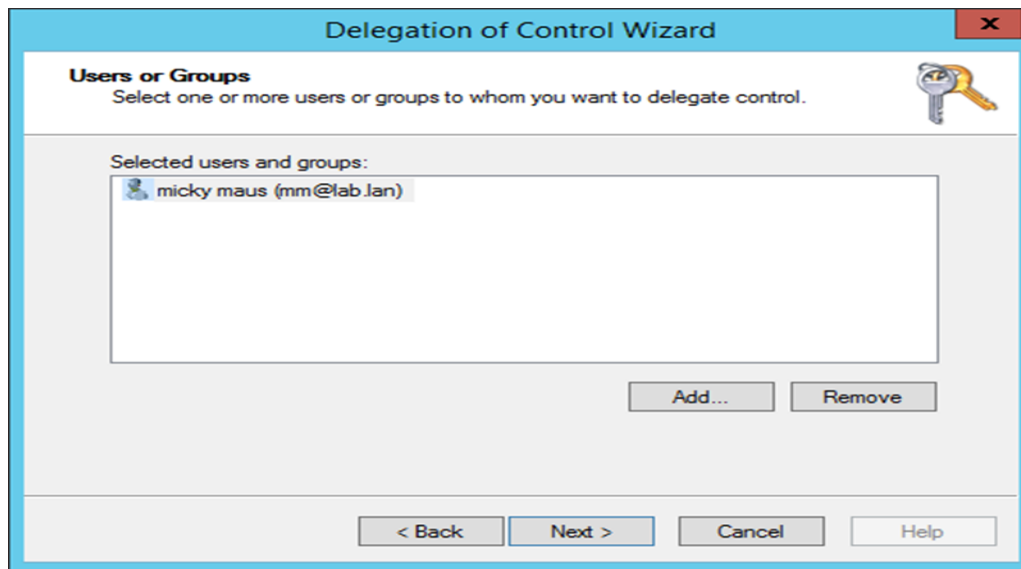 Delegation of Control Wizard
x
Users or Groups
Select one or more users or groups to whom you want to delegate control.
Selected users and groups:
micky maus (mm@lab.lan)
Add... Remove
< Back Next > Cancel Help